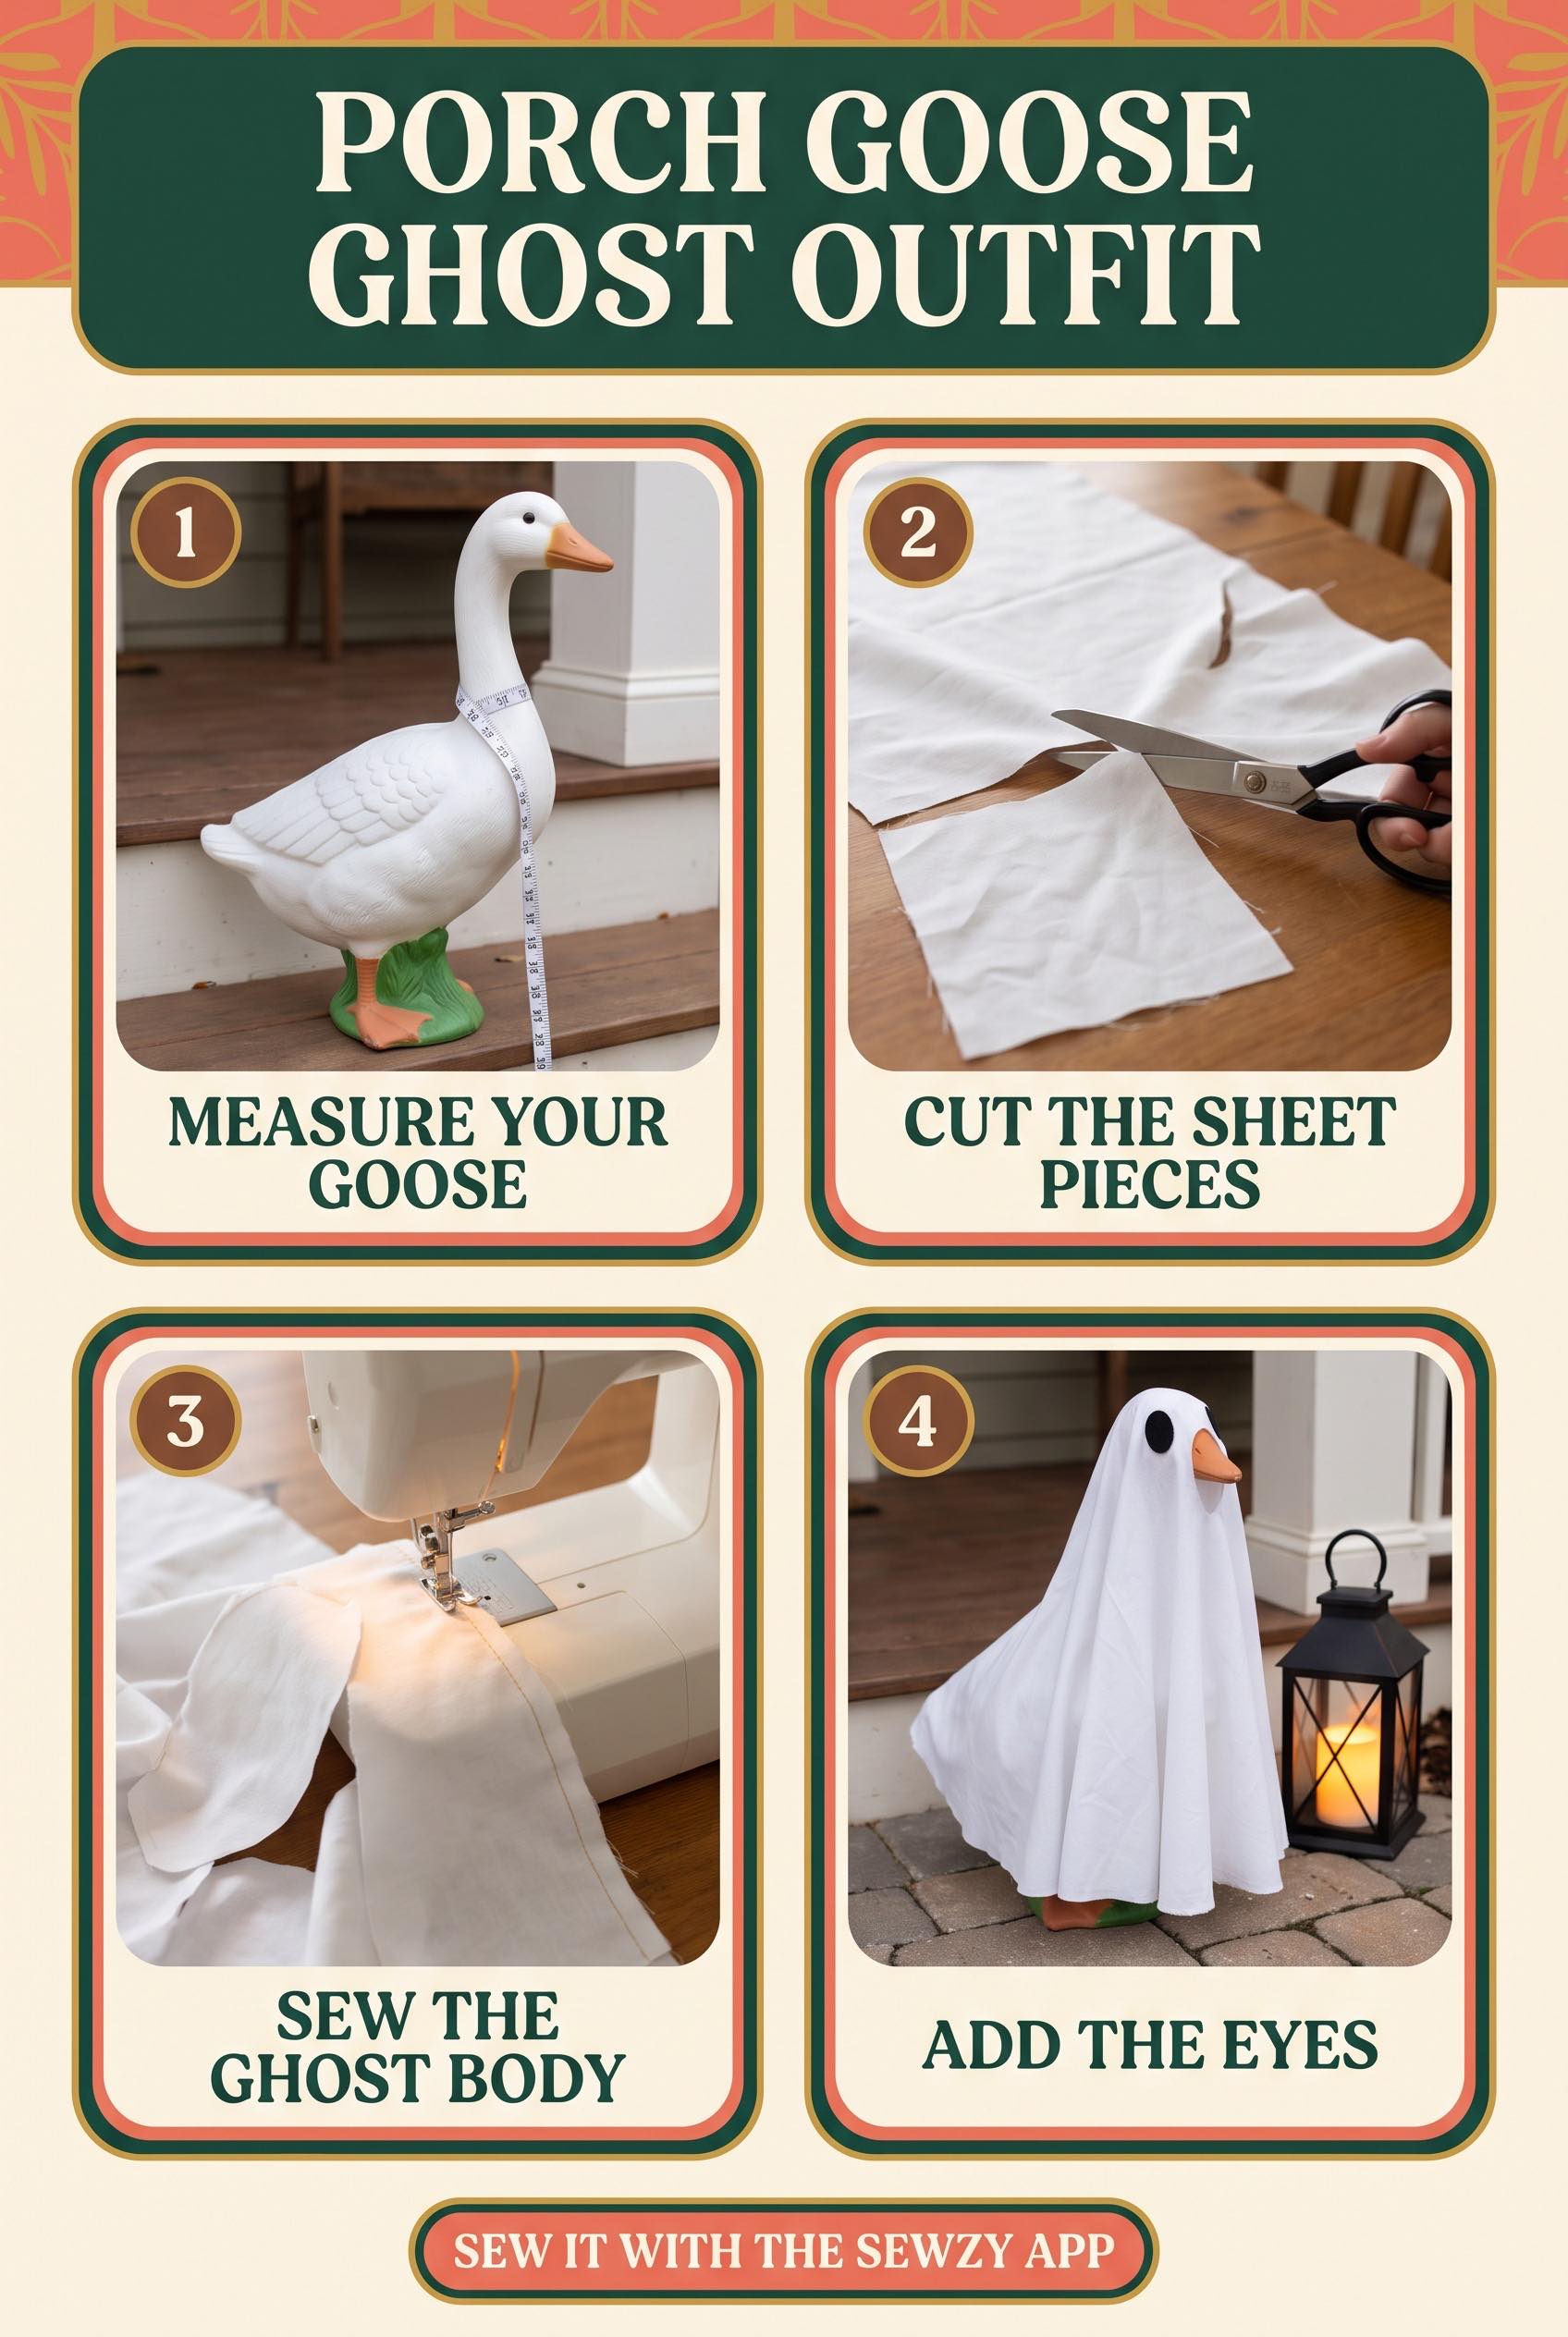 PORCH GOOSE
GHOST OUTFIT
1
MEASURE YOUR
GOOSE
2
CUT THE SHEET
PIECES
3
SEW THE
GHOST BODY
4
ADD THE EYES
SEW IT WITH THE SEWZY APP